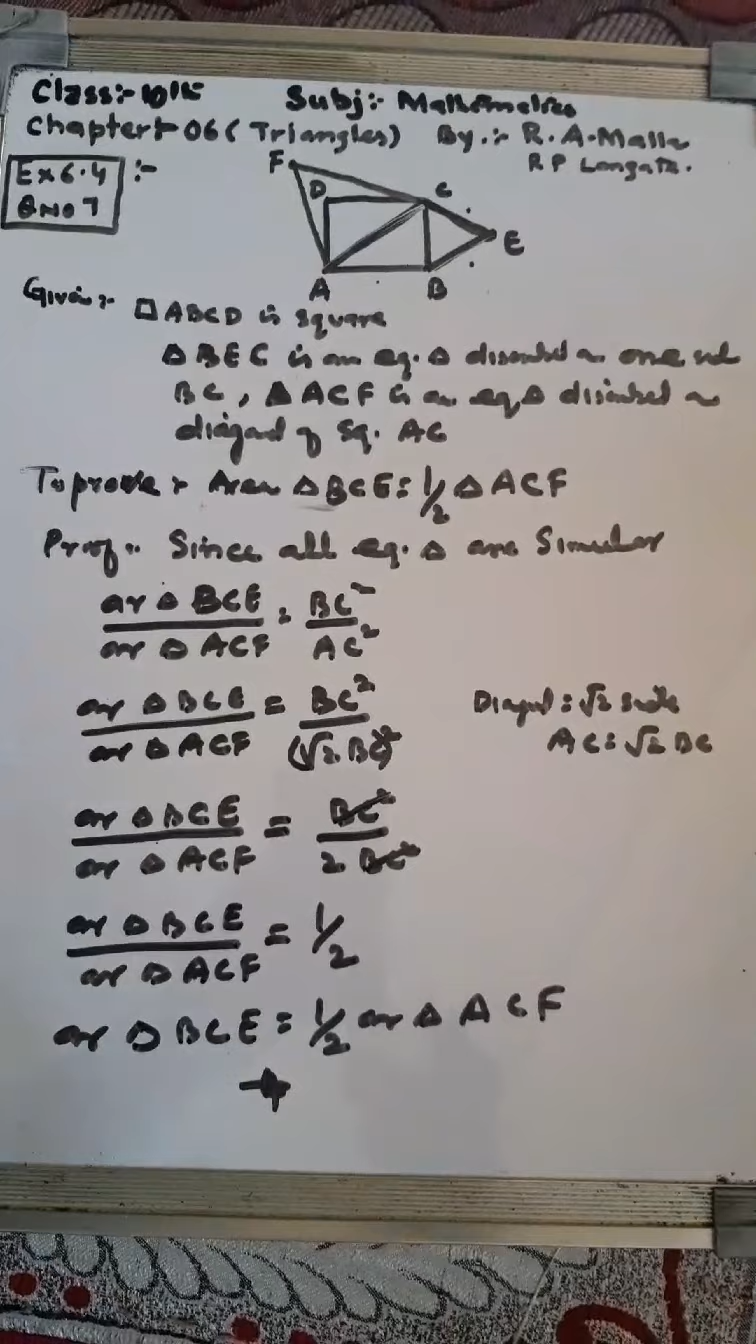 Class:- 10th Subj:- Mathematics
Chapter:- 06 ( Triangles) By.:- R.A. Malla
R P Longata.
Ex 6.4 :-
Q No 7
F
D C
E
A B
Given:- □ ABCD is square
Δ BEC is an eq. Δ discribed on one side
BC, Δ ACF is an eq Δ discribed on
diagonal of Sq. AC
To prove:- Area Δ BCE = 1/2 Δ ACF
Proof:- Since all eq. Δ are Similar
ar Δ BCE / ar Δ ACF = BC² / AC²
ar Δ BCE / ar Δ ACF = BC² / (√2 BC)² Diagonal = √2 side
AC = √2 BC
ar Δ BCE / ar Δ ACF = BC² / 2 BC²
ar Δ BCE / ar Δ ACF = 1/2
ar Δ BCE = 1/2 ar Δ ACF